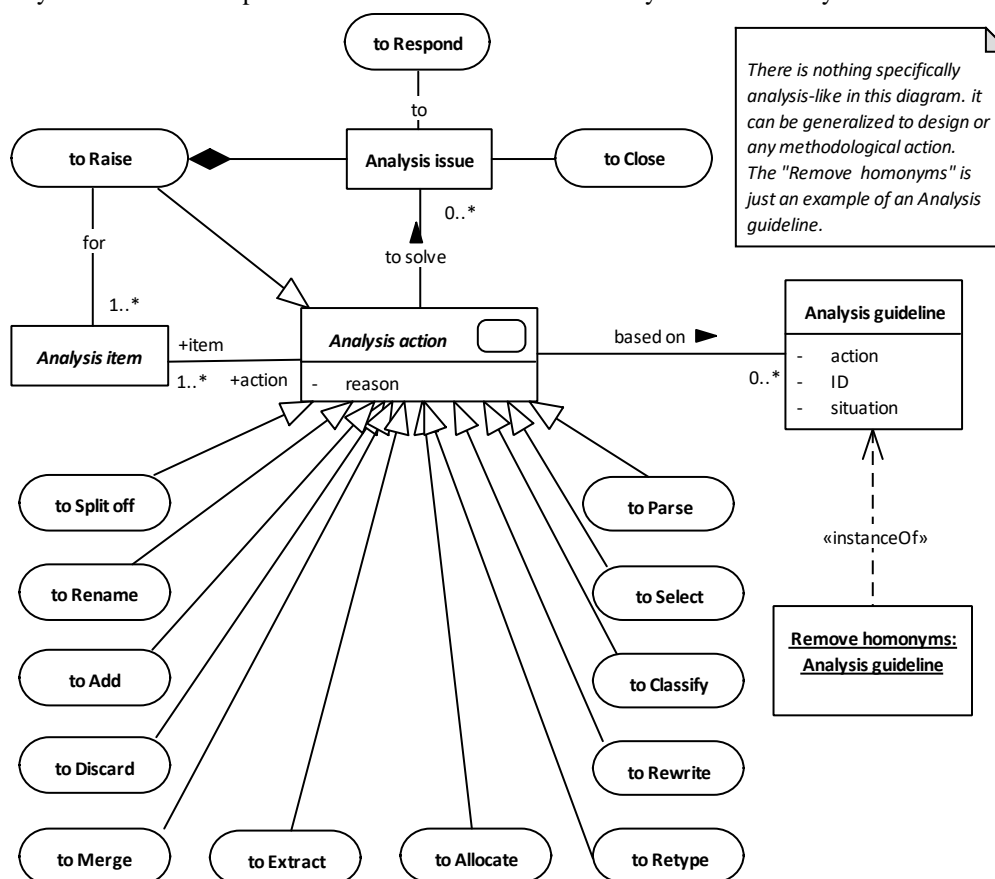 to Respond
There is nothing specifically
analysis-like in this diagram. it
can be generalized to design or
any methodological action.
The "Remove homonyms" is
just an example of an Analysis
guideline.
to
to Raise
Analysis issue
to Close
0..*
for
to solve
1..*
Analysis item
+item
1..*
+action
Analysis action
- reason
based on
0..*
Analysis guideline
- action
- ID
- situation
to Split off
to Parse
«instanceOf»
to Rename
to Select
Remove homonyms:
Analysis guideline
to Add
to Classify
to Discard
to Rewrite
to Merge
to Extract
to Allocate
to Retype